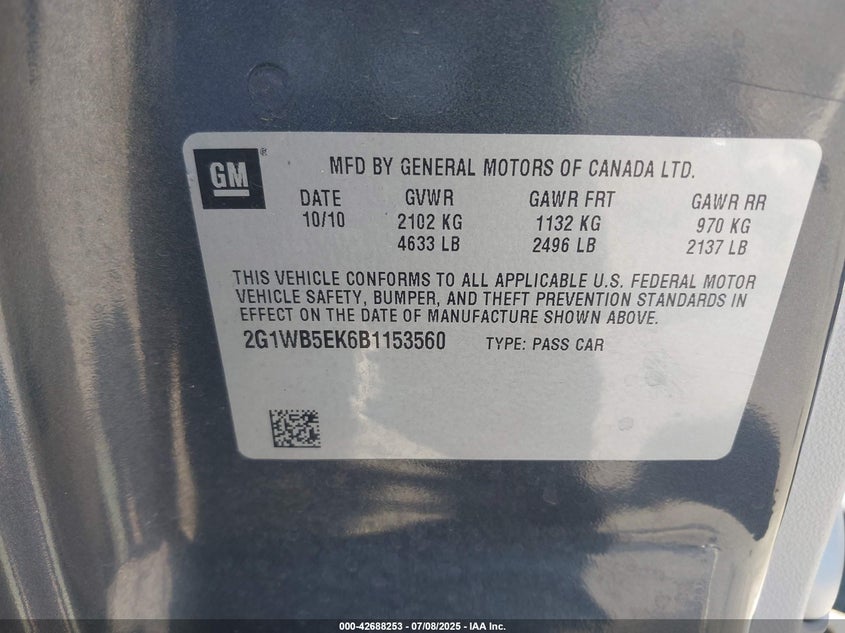 GM ®
MFD BY GENERAL MOTORS OF CANADA LTD.
DATE GVWR GAWR FRT GAWR RR
10/10 2102 KG 1132 KG 970 KG
4633 LB 2496 LB 2137 LB
THIS VEHICLE CONFORMS TO ALL APPLICABLE U.S. FEDERAL MOTOR
VEHICLE SAFETY, BUMPER, AND THEFT PREVENTION STANDARDS IN
EFFECT ON THE DATE OF MANUFACTURE SHOWN ABOVE.
2G1WB5EK6B1153560 TYPE: PASS CAR
000-42688253 - 07/08/2025 - IAA Inc.